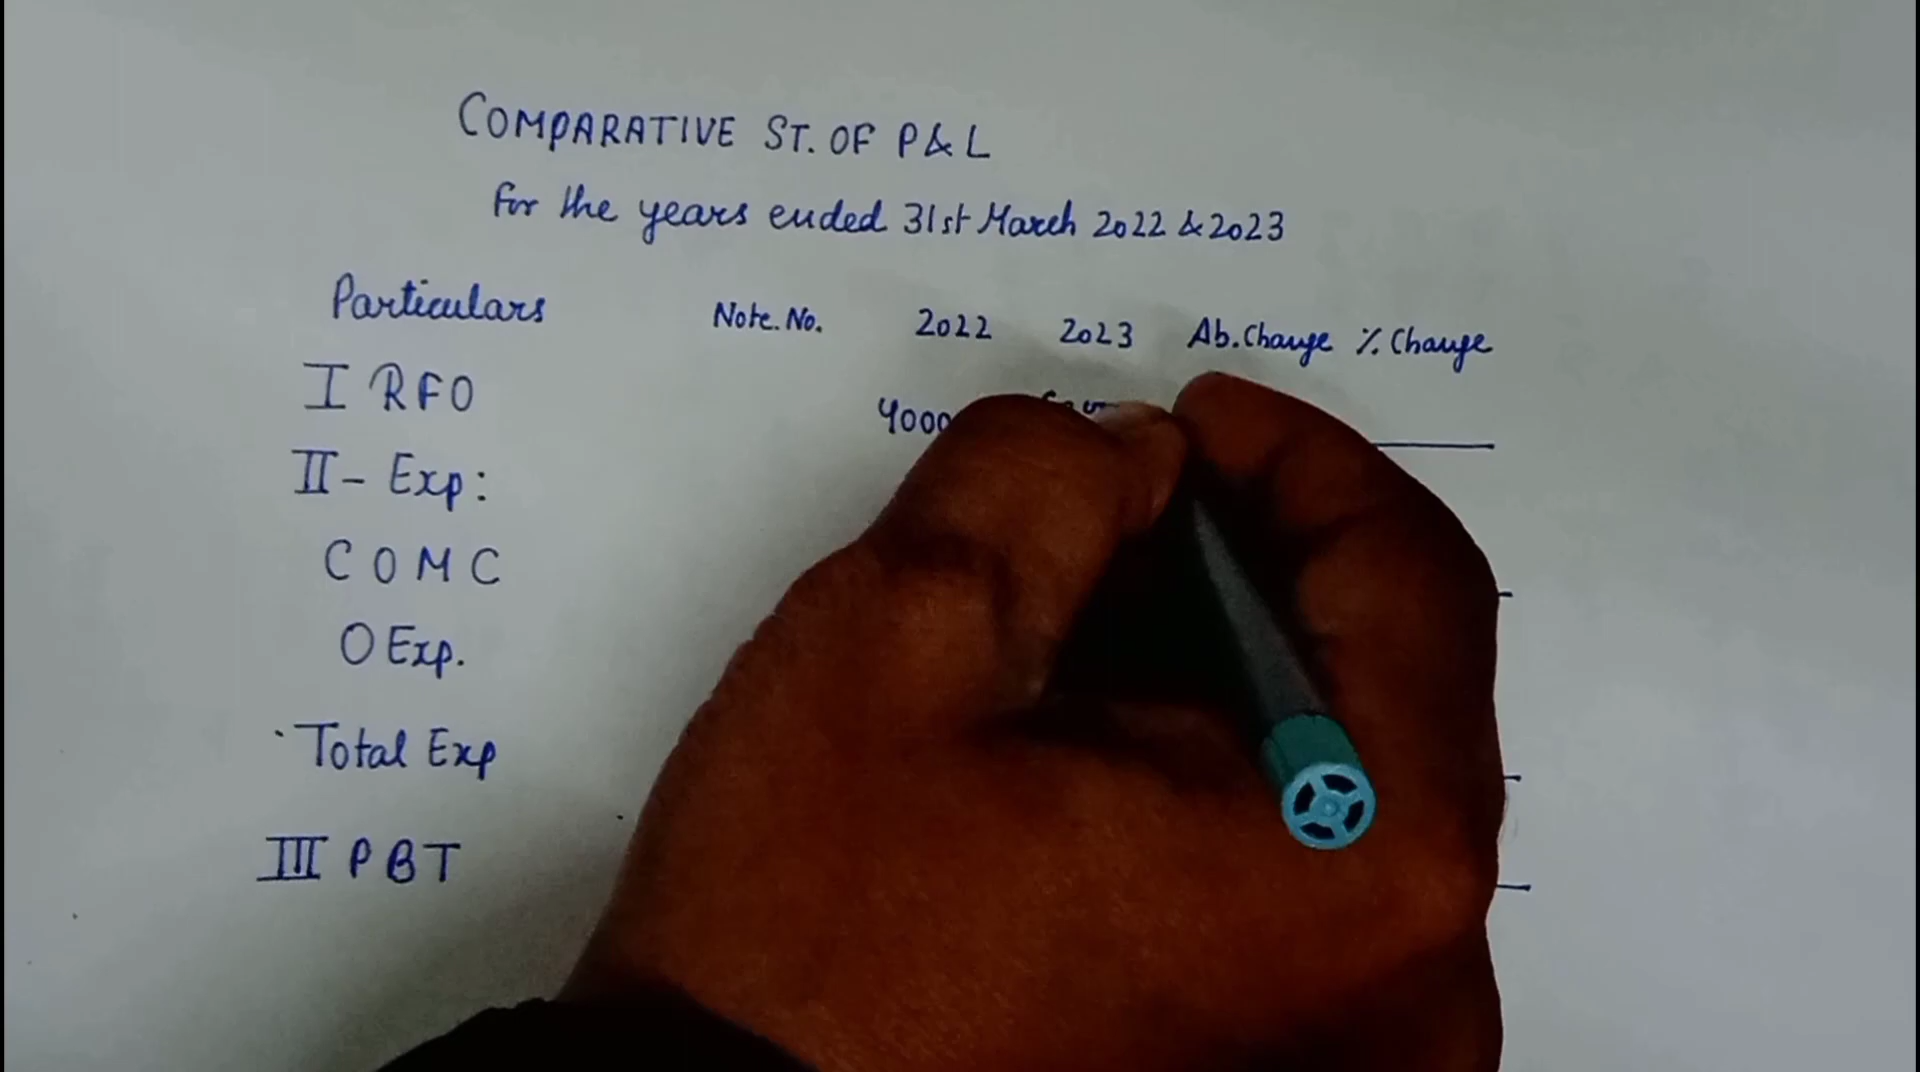 COMPARATIVE ST. OF P&L
for the years ended 31st March 2022 & 2023
Particulars Note. No. 2022 2023 Ab. Change % Change
I RFO
II - Exp:
COMC
O Exp.
Total Exp
III PBT